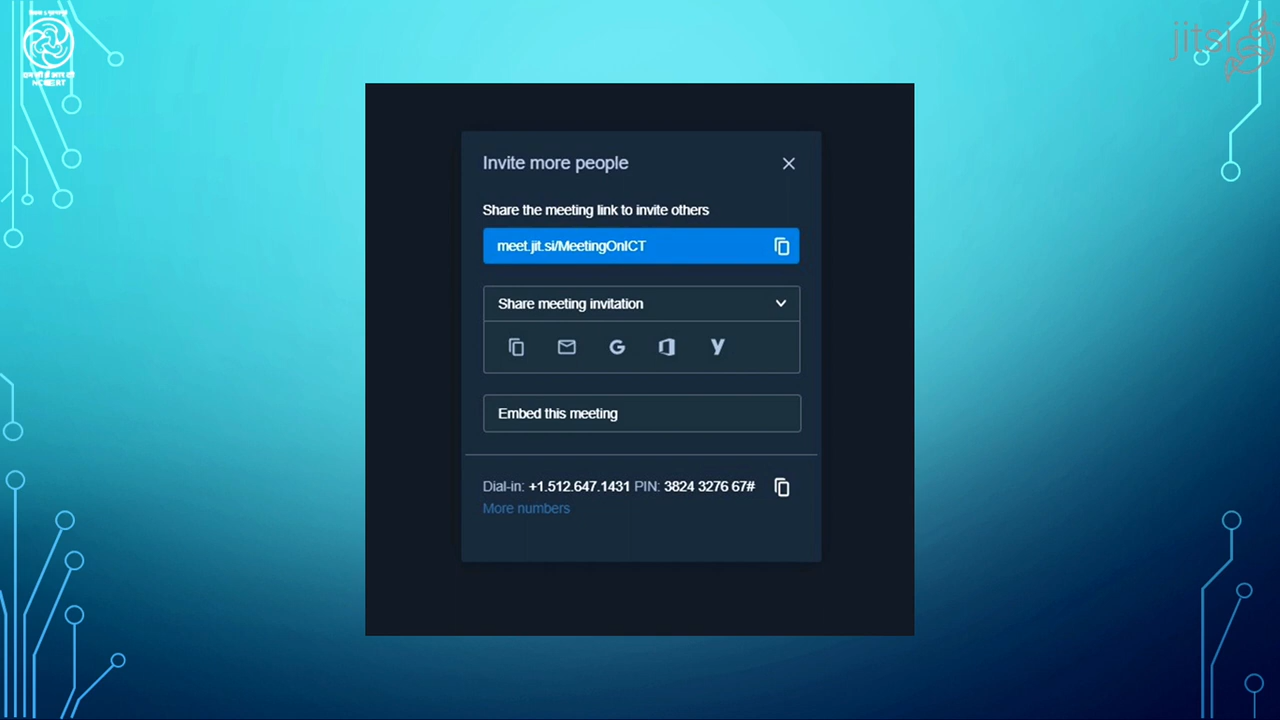 jitsi
NCERT
Invite more people
Share the meeting link to invite others
meet.jit.si/MeetingOnICT
Share meeting invitation
Embed this meeting
Dial-in: +1.512.647.1431 PIN: 3824 3276 67#
More numbers